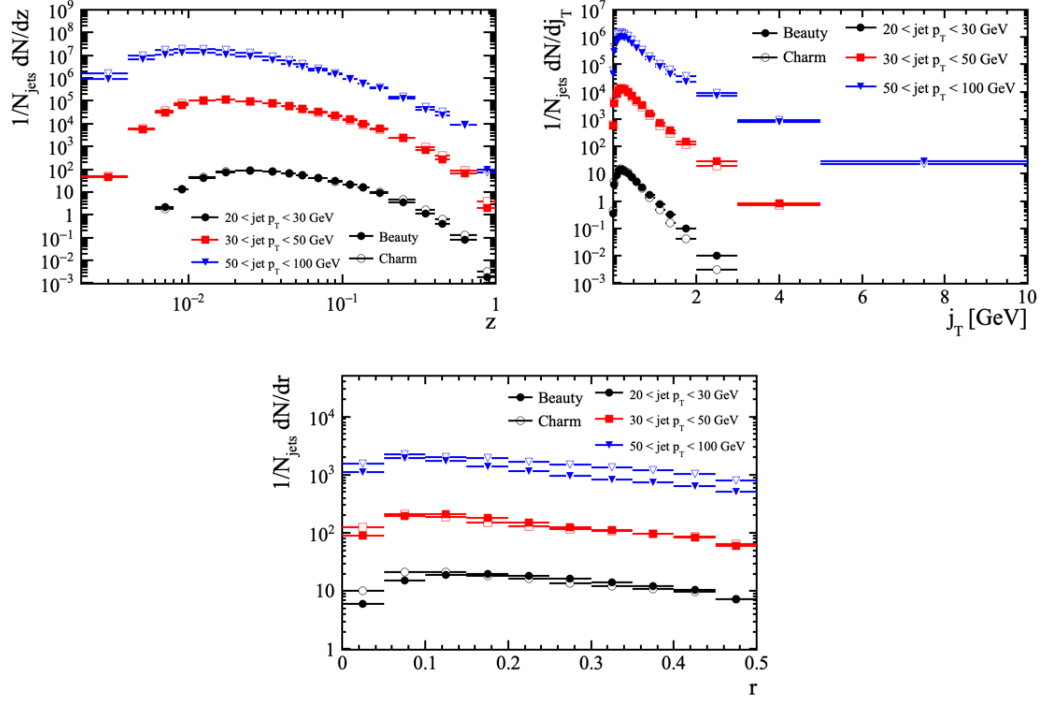 1/N_jets dN/dz
10^9
10^8
10^7
10^6
10^5
10^4
10^3
10^2
10
1
10^−1
10^−2
10^−3
20 < jet p_T < 30 GeV
30 < jet p_T < 50 GeV
50 < jet p_T < 100 GeV
Beauty
Charm
10^−2
10^−1
1
z
1/N_jets dN/dj_T
10^7
10^6
10^5
10^4
10^3
10^2
10
1
10^−1
10^−2
10^−3
Beauty
Charm
20 < jet p_T < 30 GeV
30 < jet p_T < 50 GeV
50 < jet p_T < 100 GeV
0
2
4
6
8
10
j_T [GeV]
1/N_jets dN/dr
10^4
10^3
10^2
10
1
Beauty
Charm
20 < jet p_T < 30 GeV
30 < jet p_T < 50 GeV
50 < jet p_T < 100 GeV
0
0.1
0.2
0.3
0.4
0.5
r